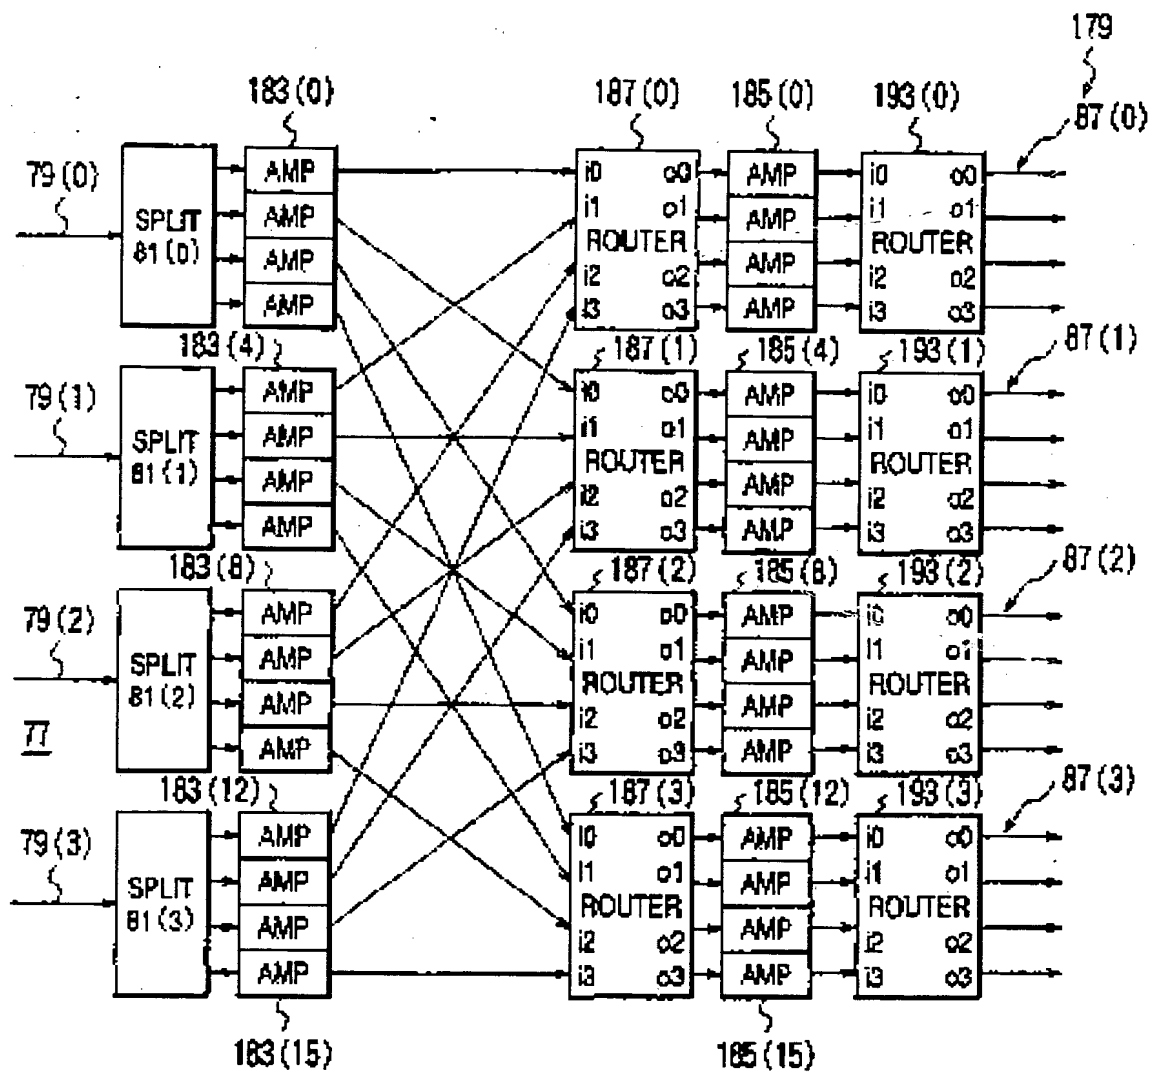 179
183(0) 187(0) 185(0) 193(0)
87(0)
79(0)
SPLIT
81(0)
AMP
AMP
AMP
AMP
i0 o0
i1 o1
ROUTER
i2 o2
i3 o3
AMP
AMP
AMP
AMP
i0 o0
i1 o1
ROUTER
i2 o2
i3 o3
183(4) 187(1) 185(4) 193(1)
87(1)
79(1)
SPLIT
81(1)
AMP
AMP
AMP
AMP
i0 o0
i1 o1
ROUTER
i2 o2
i3 o3
AMP
AMP
AMP
AMP
i0 o0
i1 o1
ROUTER
i2 o2
i3 o3
183(8) 187(2) 185(8) 193(2)
87(2)
79(2)
SPLIT
81(2)
77
AMP
AMP
AMP
AMP
i0 o0
i1 o1
ROUTER
i2 o2
i3 o3
AMP
AMP
AMP
AMP
i0 o0
i1 o1
ROUTER
i2 o2
i3 o3
183(12) 187(3) 185(12) 193(3)
87(3)
79(3)
SPLIT
81(3)
AMP
AMP
AMP
AMP
i0 o0
i1 o1
ROUTER
i2 o2
i3 o3
AMP
AMP
AMP
AMP
i0 o0
i1 o1
ROUTER
i2 o2
i3 o3
183(15) 185(15)